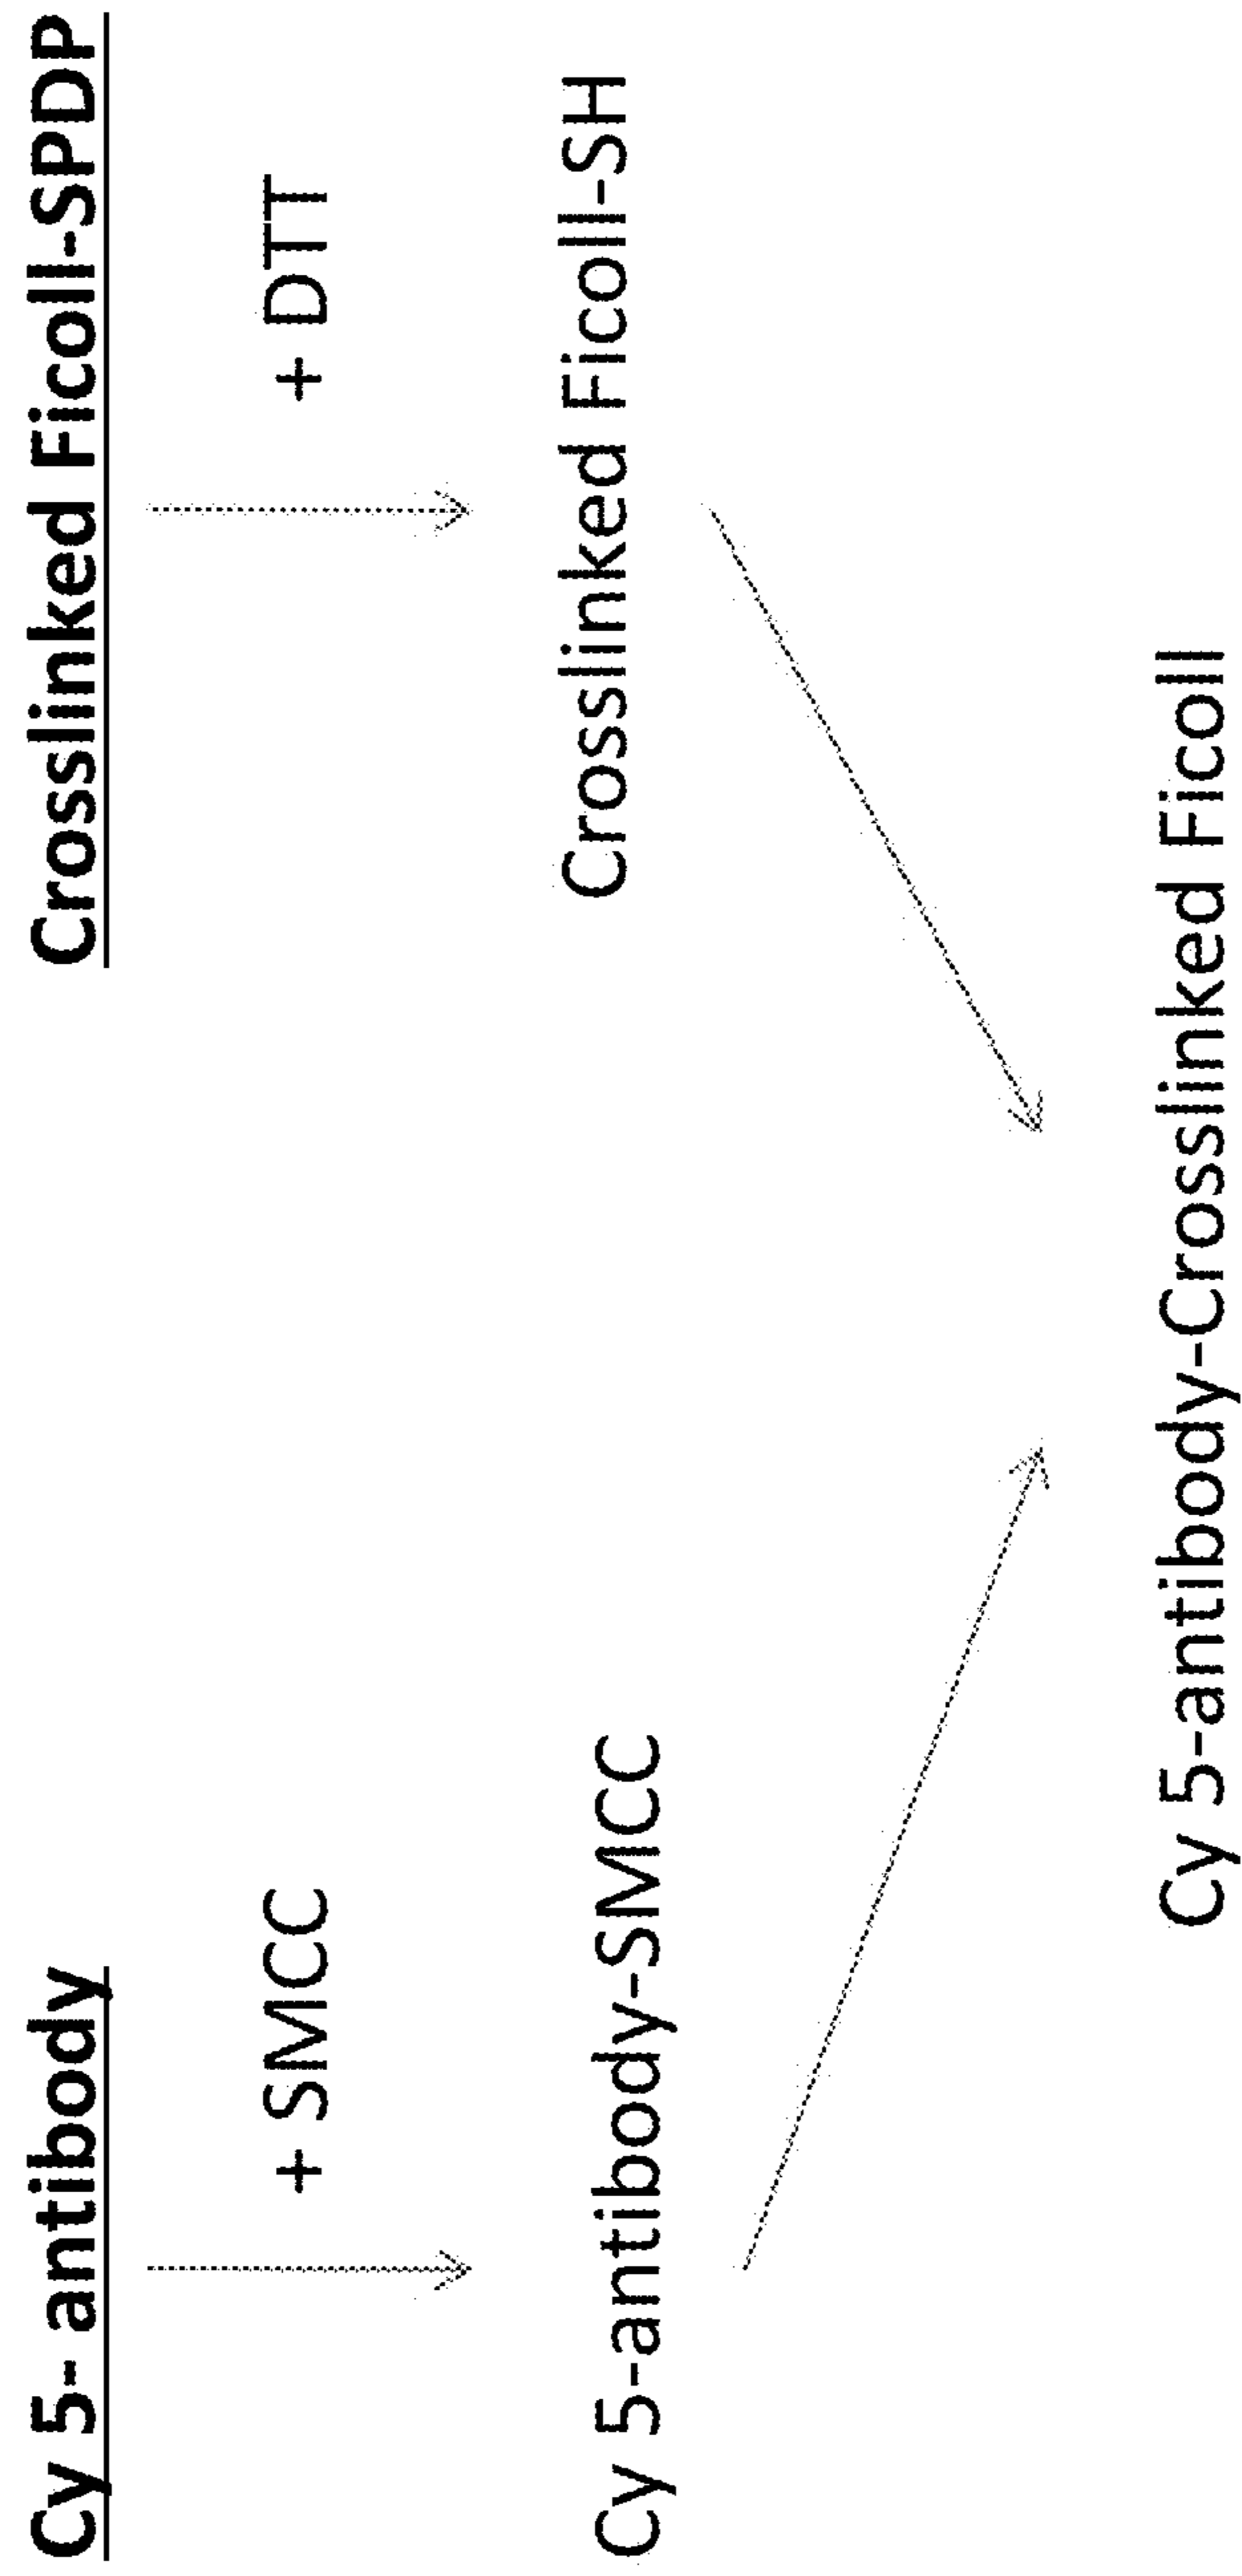 Cy 5- antibody
Crosslinked Ficoll-SPDP
+ SMCC
+ DTT
Cy 5-antibody-SMCC
Crosslinked Ficoll-SH
Cy 5-antibody-Crosslinked Ficoll